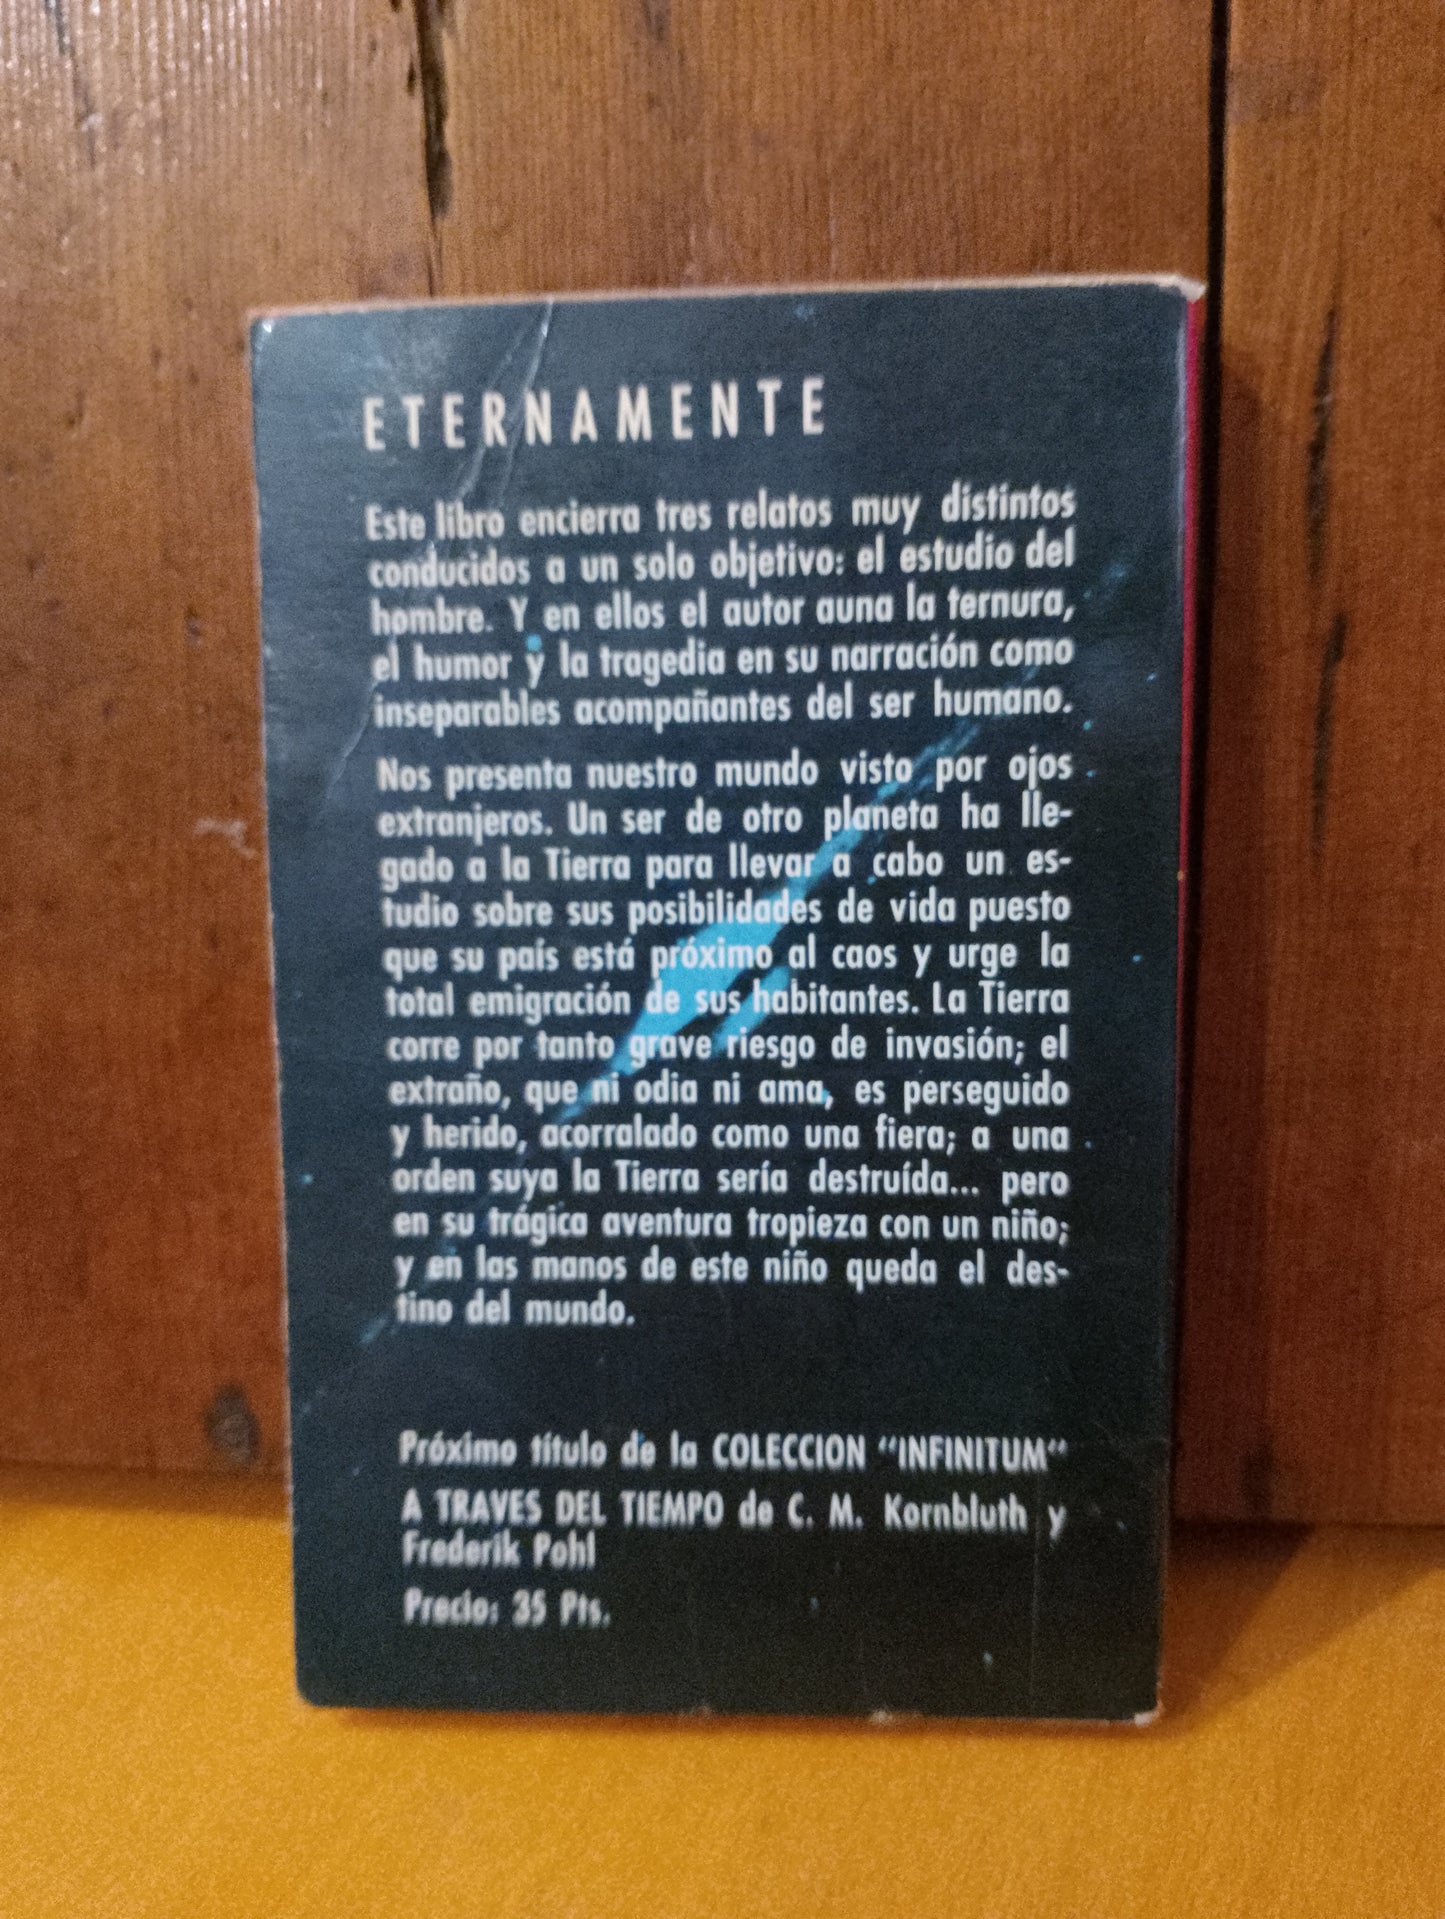 ETERNAMENTE
Este libro encierra tres relatos muy distintos
conducidos a un solo objetivo: el estudio del
hombre. Y en ellos el autor auna la ternura,
el humor y la tragedia en su narración como
inseparables acompañantes del ser humano.
Nos presenta nuestro mundo visto por ojos
extranjeros. Un ser de otro planeta ha lle-
gado a la Tierra para llevar a cabo un es-
tudio sobre sus posibilidades de vida puesto
que su país está próximo al caos y urge la
total emigración de sus habitantes. La Tierra
corre por tanto grave riesgo de invasión; el
extraño, que ni odia ni ama, es perseguido
y herido, acorralado como una fiera; a una
orden suya la Tierra sería destruída... pero
en su trágica aventura tropieza con un niño;
y en las manos de este niño queda el des-
tino del mundo.
Próximo título de la COLECCION "INFINITUM"
A TRAVES DEL TIEMPO de C. M. Kornbluth y
Frederik Pohl
Precio: 35 Pts.